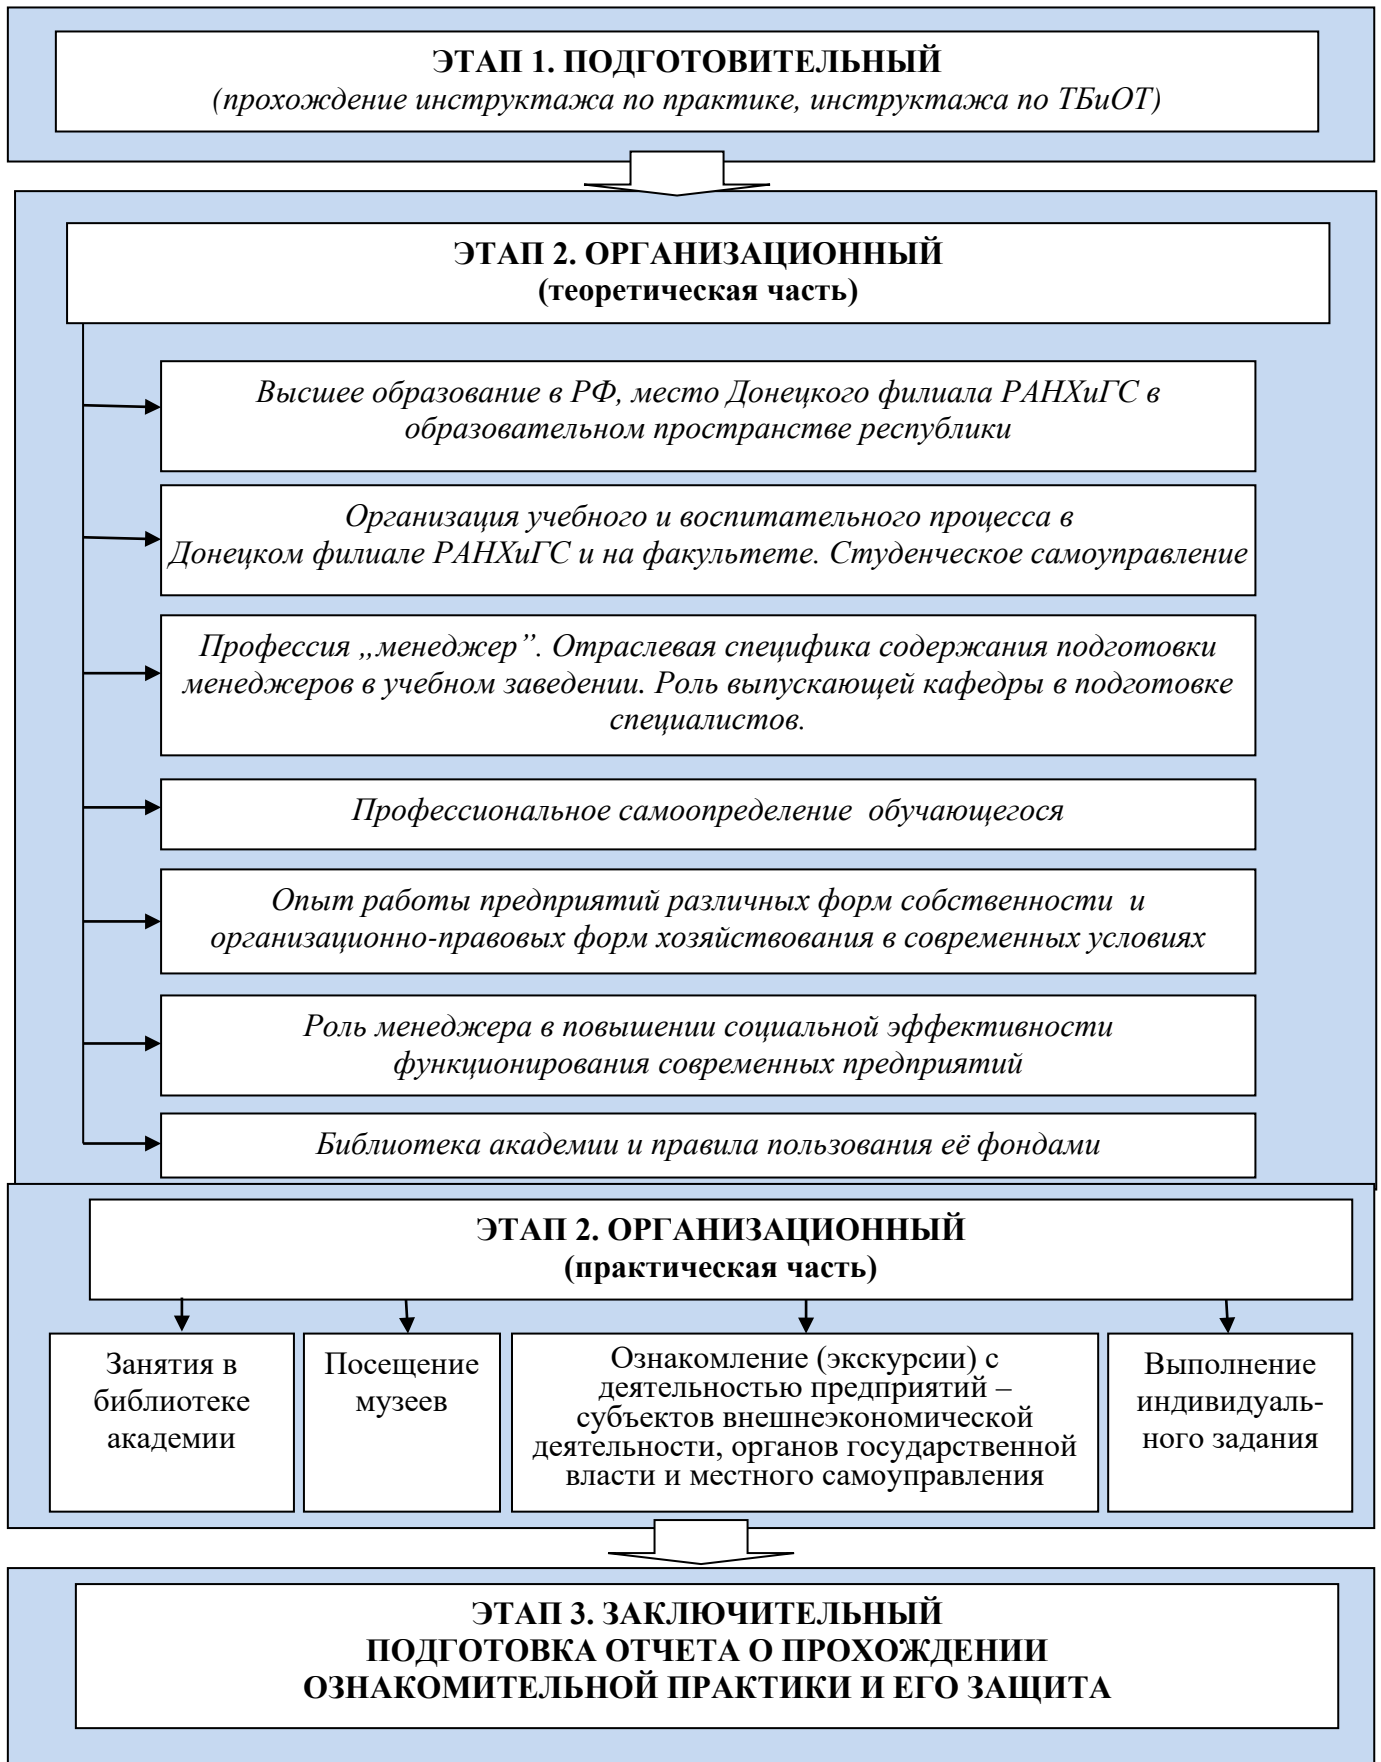 ЭТАП 1. ПОДГОТОВИТЕЛЬНЫЙ
(прохождение инструктажа по практике, инструктажа по ТБиОТ)
ЭТАП 2. ОРГАНИЗАЦИОННЫЙ
(теоретическая часть)
Высшее образование в РФ, место Донецкого филиала РАНХиГС в
образовательном пространстве республики
Организация учебного и воспитательного процесса в
Донецком филиале РАНХиГС и на факультете. Студенческое самоуправление
Профессия „менеджер”. Отраслевая специфика содержания подготовки
менеджеров в учебном заведении. Роль выпускающей кафедры в подготовке
специалистов.
Профессиональное самоопределение  обучающегося
Опыт работы предприятий различных форм собственности  и
организационно-правовых форм хозяйствования в современных условиях
Роль менеджера в повышении социальной эффективности
функционирования современных предприятий
Библиотека академии и правила пользования её фондами
ЭТАП 2. ОРГАНИЗАЦИОННЫЙ
(практическая часть)
Занятия в
библиотеке
академии
Посещение
музеев
Ознакомление (экскурсии) с
деятельностью предприятий –
субъектов внешнеэкономической
деятельности, органов государственной
власти и местного самоуправления
Выполнение
индивидуаль-
ного задания
ЭТАП 3. ЗАКЛЮЧИТЕЛЬНЫЙ
ПОДГОТОВКА ОТЧЕТА О ПРОХОЖДЕНИИ
ОЗНАКОМИТЕЛЬНОЙ ПРАКТИКИ И ЕГО ЗАЩИТА